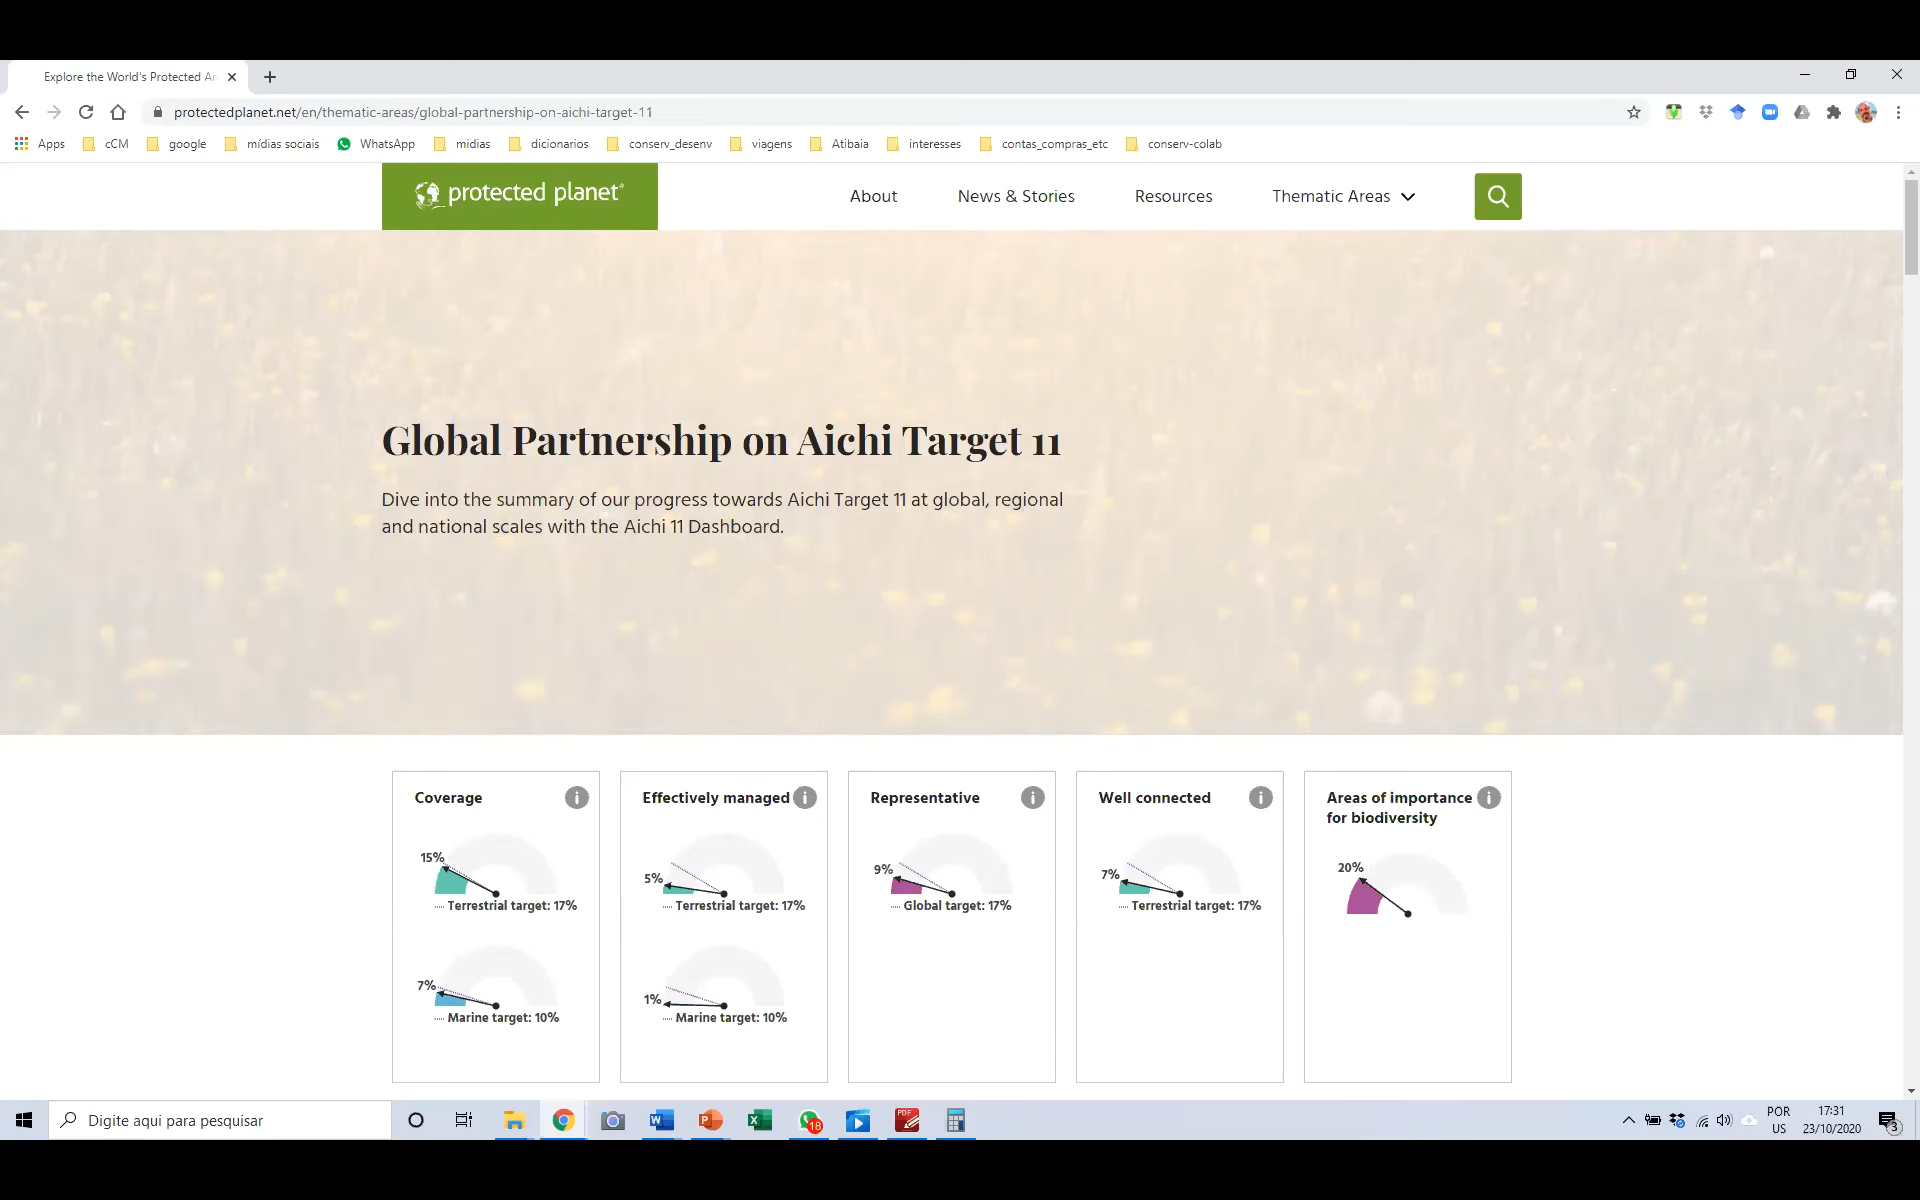 Explore the World's Protected Ar
protectedplanet.net/en/thematic-areas/global-partnership-on-aichi-target-11
Apps cCM google mídias sociais WhatsApp midias dicionarios conserv_desenv viagens Atibaia interesses contas_compras_etc conserv-colab
protected planet® About News & Stories Resources Thematic Areas
Global Partnership on Aichi Target 11
Dive into the summary of our progress towards Aichi Target 11 at global, regional
and national scales with the Aichi 11 Dashboard.
Coverage
15%
Terrestrial target: 17%
7%
Marine target: 10%
Effectively managed
5%
Terrestrial target: 17%
1%
Marine target: 10%
Representative
9%
Global target: 17%
Well connected
7%
Terrestrial target: 17%
Areas of importance
for biodiversity
20%
Digite aqui para pesquisar
18
PDF
POR
US
17:31
23/10/2020
3